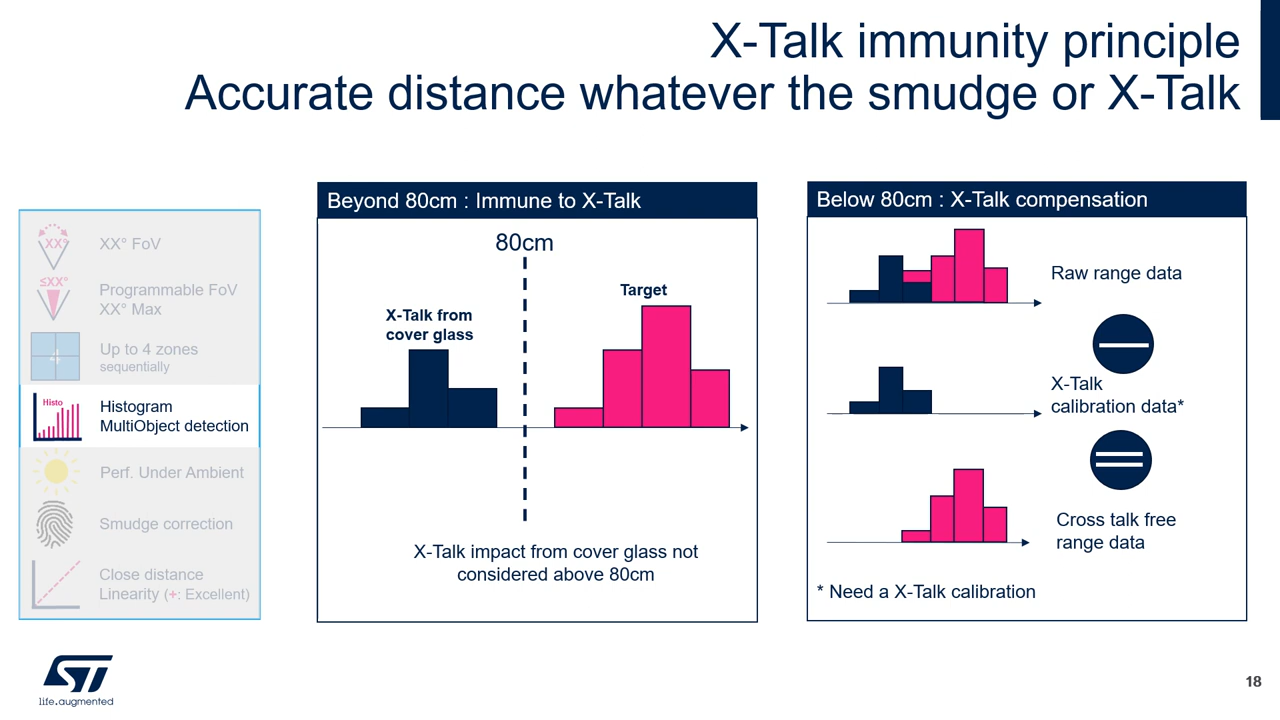 X-Talk immunity principle
Accurate distance whatever the smudge or X-Talk
XX°
XX° FoV
≤XX°
Programmable FoV
XX° Max
4
Up to 4 zones
sequentially
Histo
Histogram
MultiObject detection
Perf. Under Ambient
Smudge correction
Close distance
Linearity (+: Excellent)
Beyond 80cm : Immune to X-Talk
80cm
Target
X-Talk from
cover glass
X-Talk impact from cover glass not
considered above 80cm
Below 80cm : X-Talk compensation
Raw range data
X-Talk
calibration data*
Cross talk free
range data
* Need a X-Talk calibration
ST
life.augmented
18